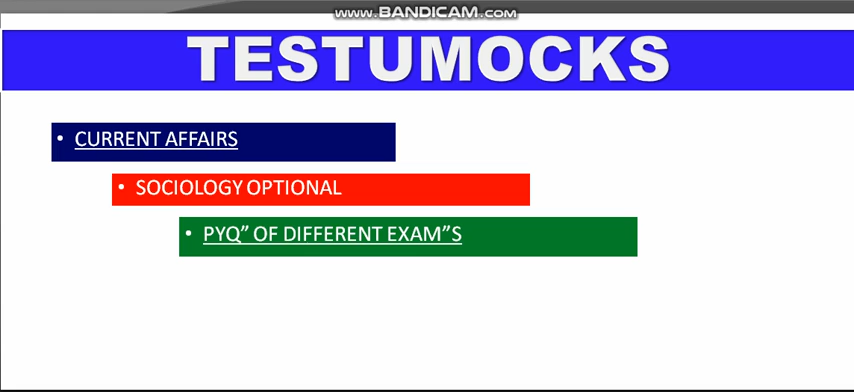 www.BANDICAM.com
TESTUMOCKS
• CURRENT AFFAIRS
• SOCIOLOGY OPTIONAL
• PYQ” OF DIFFERENT EXAM”S